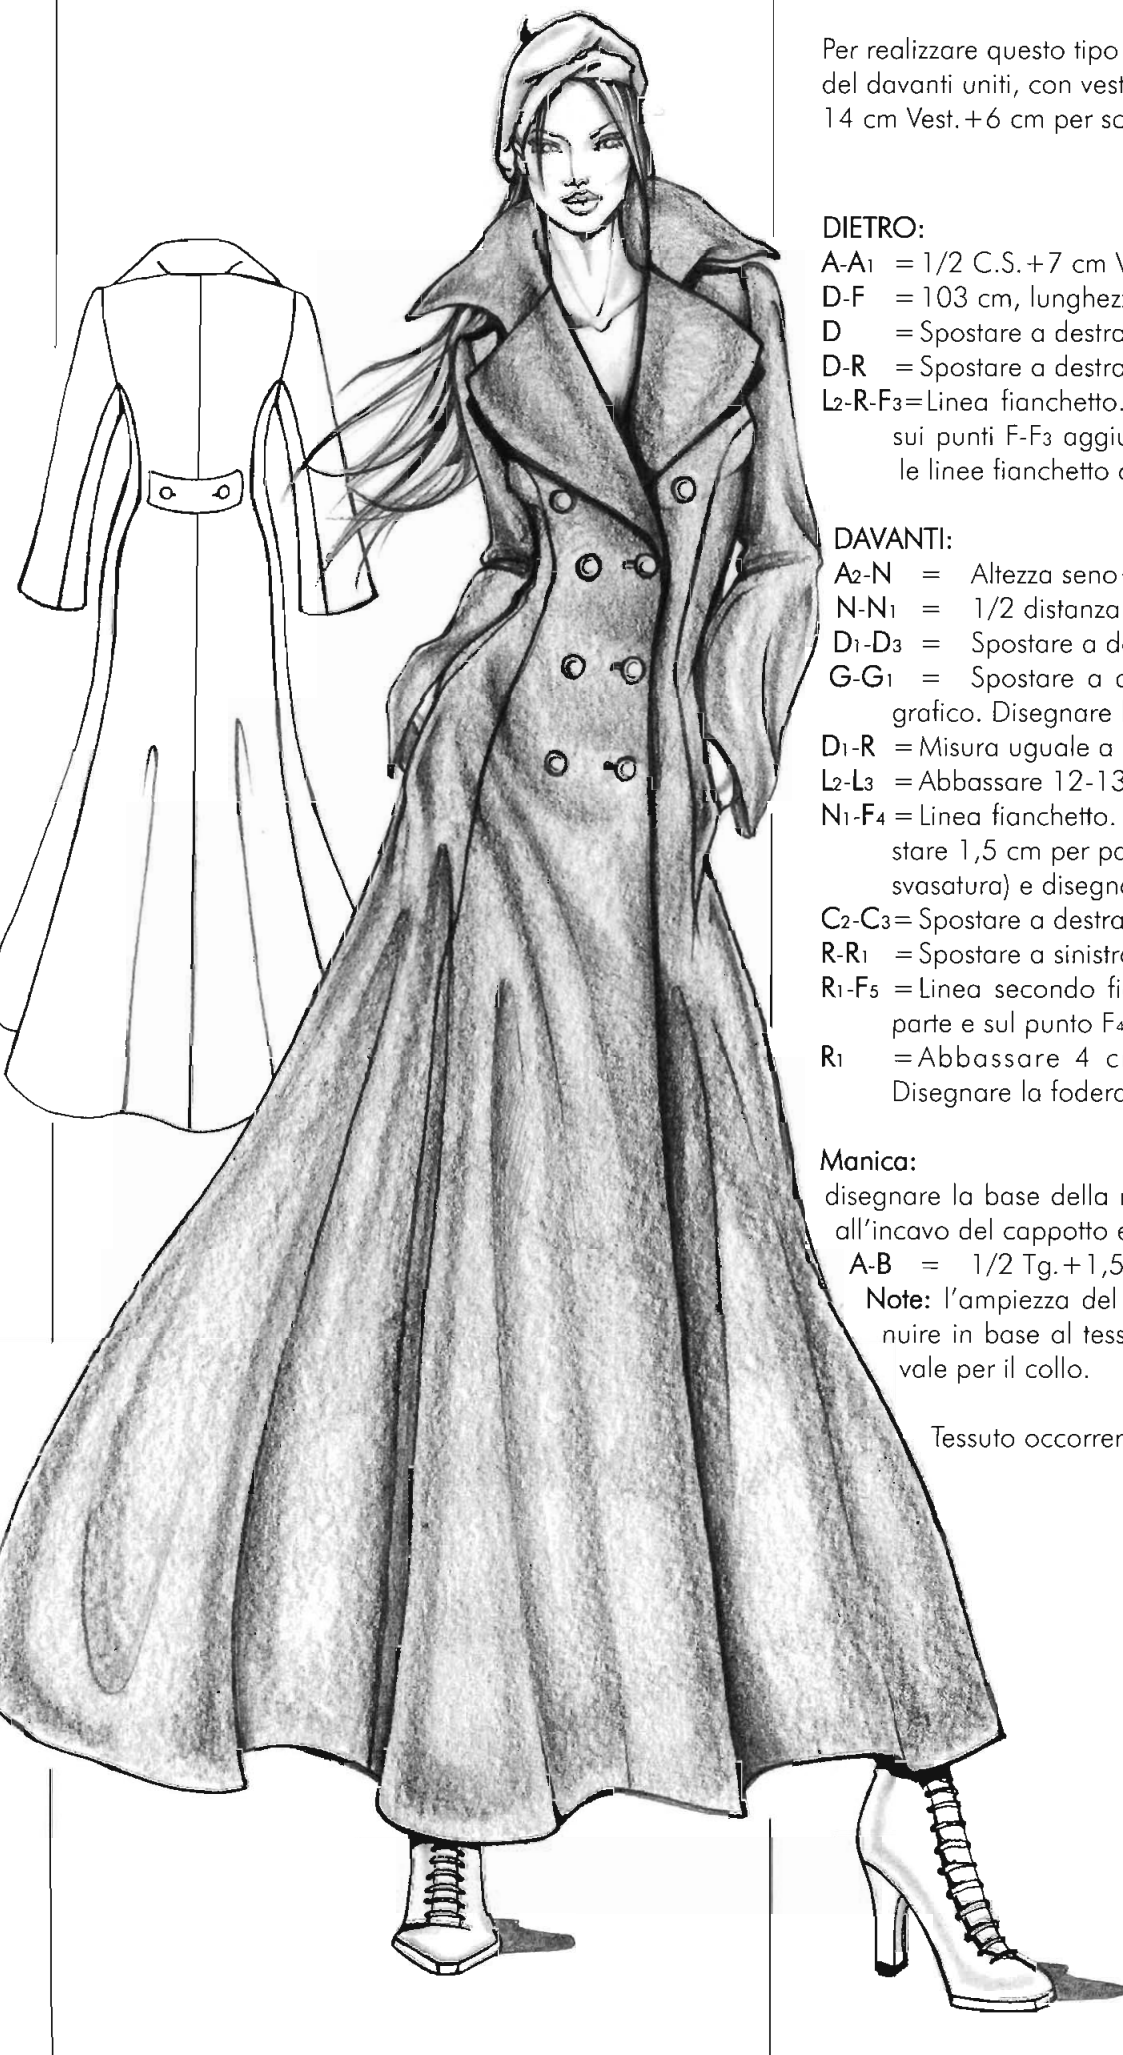 Per realizzare questo tipo
del davanti uniti, con vest
14 cm Vest.+6 cm per
DIETRO:
A-A1 = 1/2 C.S.+7 cm V
D-F = 103 cm, lunghez
D = Spostare a destra
D-R = Spostare a destra
L2-R-F3=Linea fianchetto.
sui punti F-F3 aggiu
le linee fianchetto
DAVANTI:
A2-N = Altezza seno
N-N1 = 1/2 distanza
D1-D3 = Spostare a
G-G1 = Spostare a
grafico. Disegnare
D1-R = Misura uguale a
L2-L3 = Abbassare 12-13
N1-F4 = Linea fianchetto.
stare 1,5 cm per
svasatura) e disegn
C2-C3= Spostare a destra
R-R1 = Spostare a sinistr
R1-F5 = Linea secondo fi
parte e sul punto F4
R1 =Abbassare 4 c
Disegnare la foder
Manica:
disegnare la base della
all'incavo del cappotto e
A-B = 1/2 Tg.+1,5
Note: l'ampiezza del
nuire in base al tess
vale per il collo.
Tessuto occorren